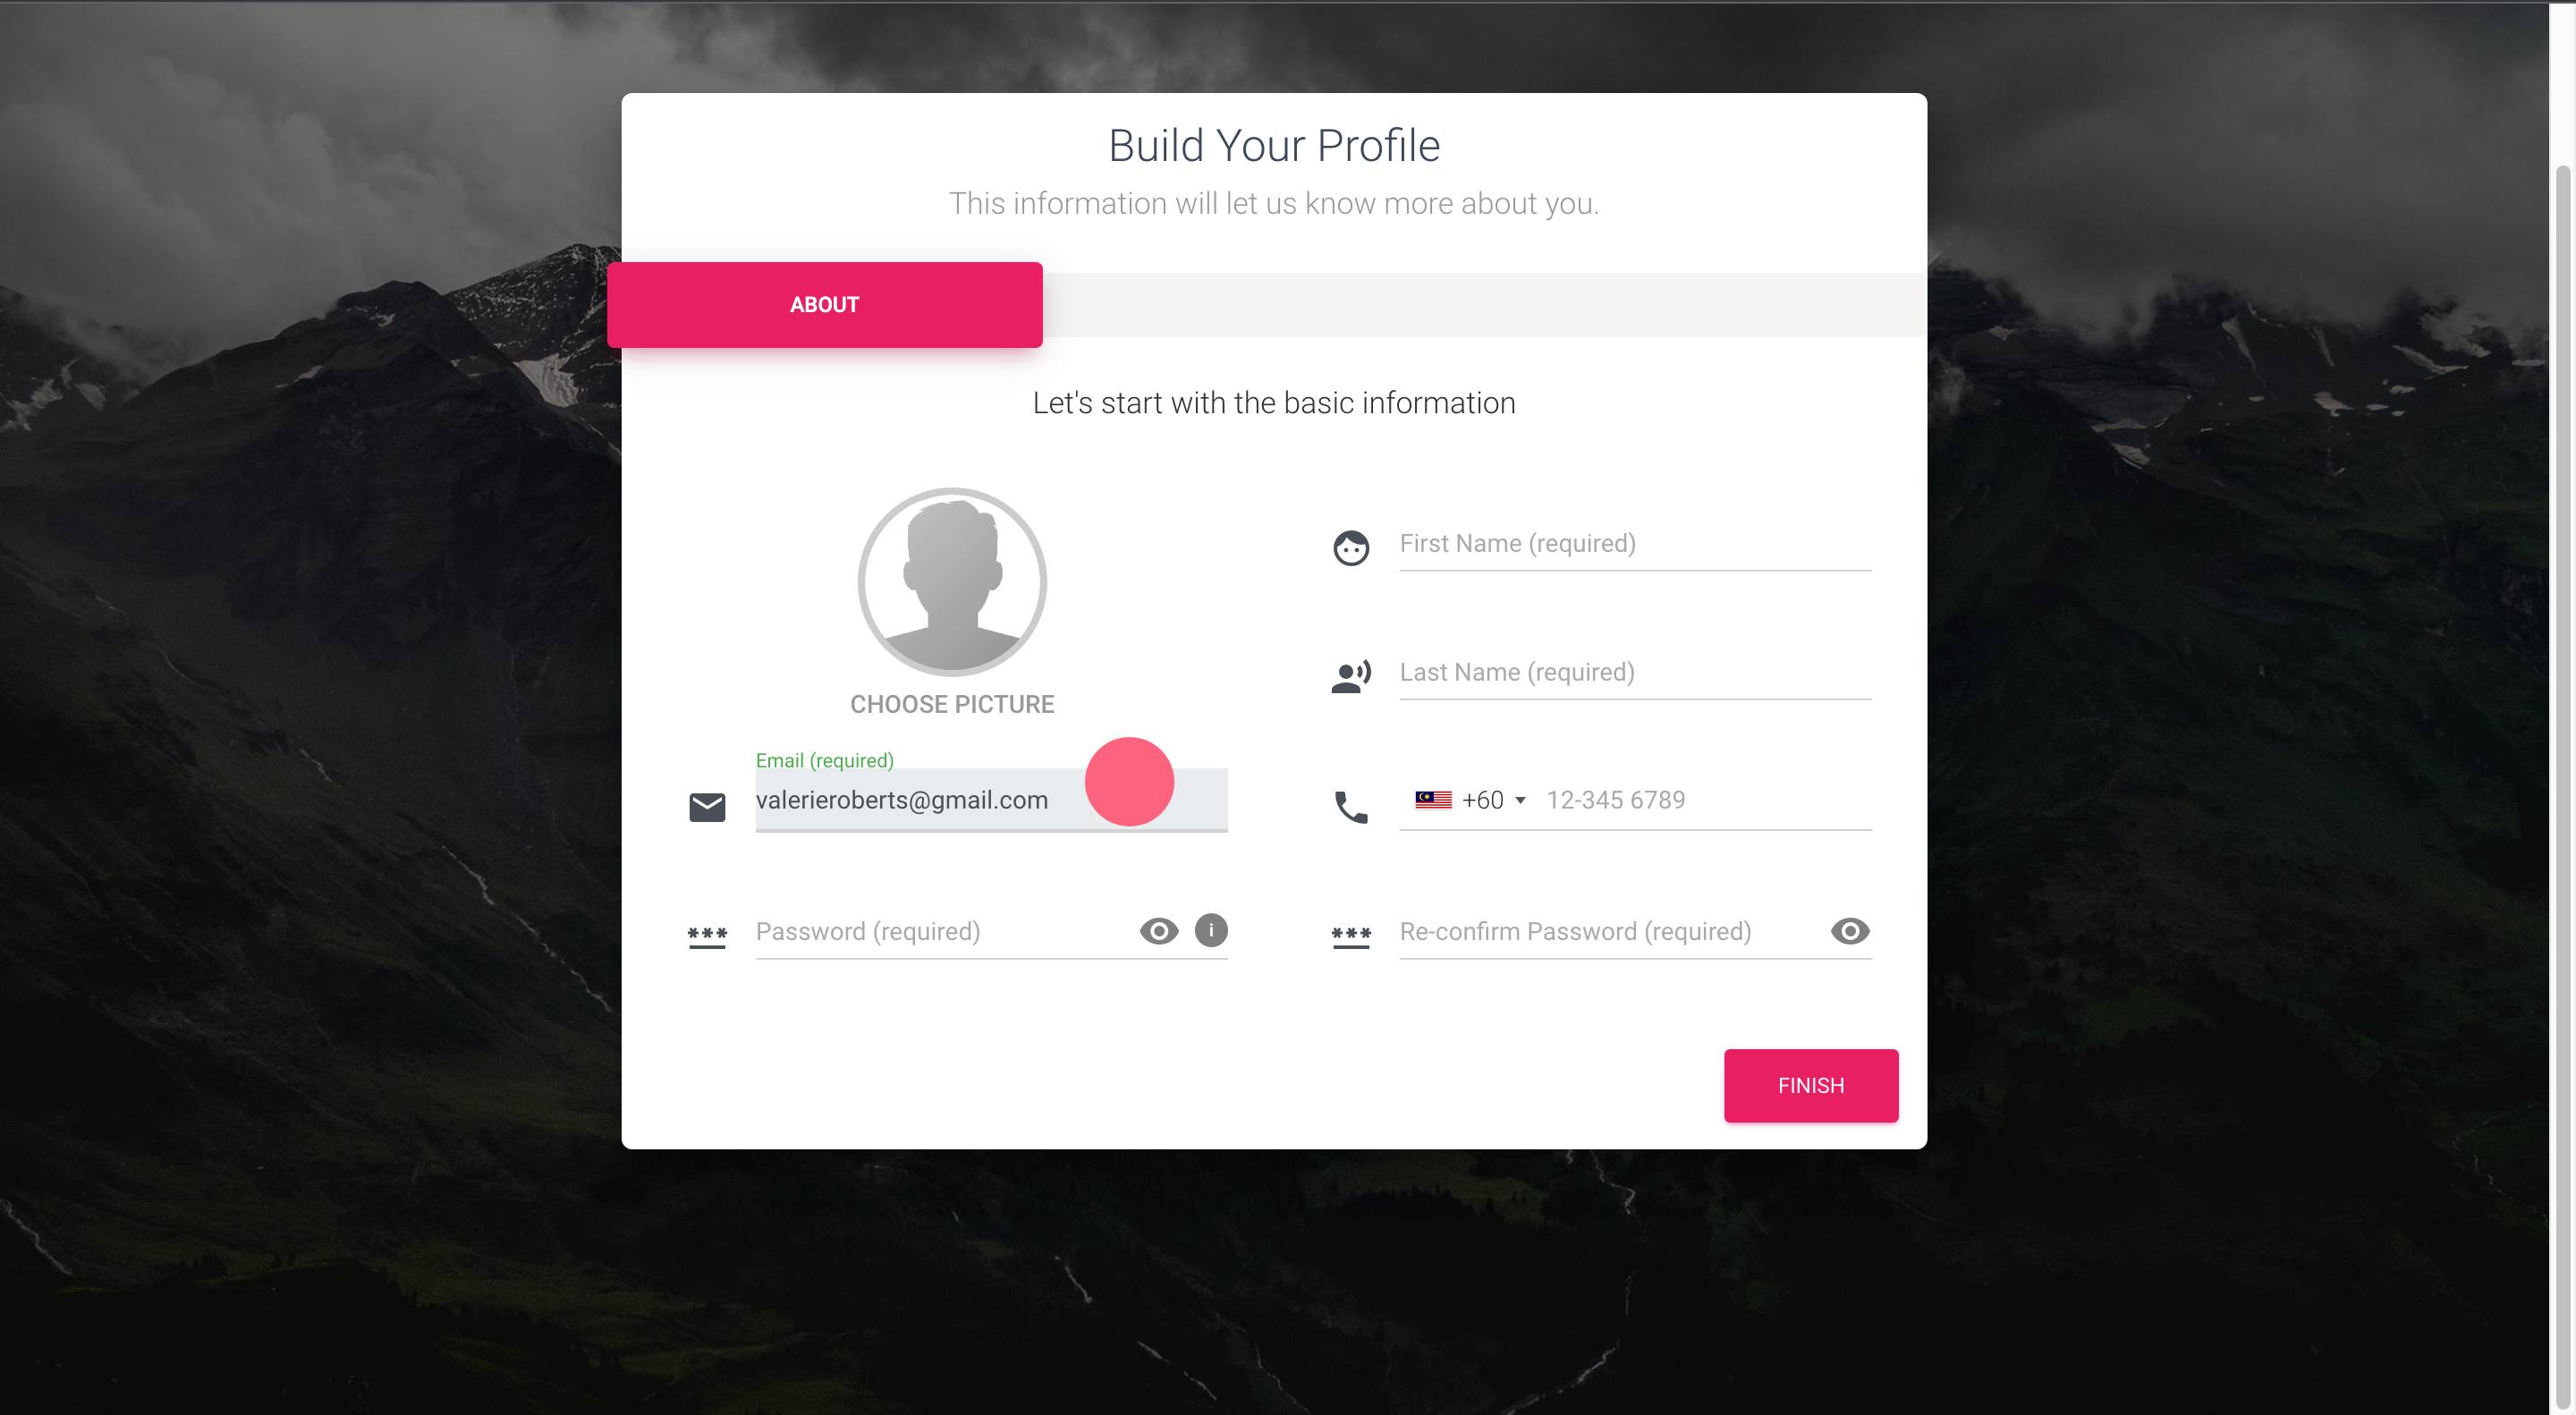 Build Your Profile
This information will let us know more about you.
ABOUT
Let's start with the basic information
CHOOSE PICTURE
First Name (required)
Last Name (required)
Email (required)
valerieroberts@gmail.com
+60 12-345 6789
*** Password (required) i
*** Re-confirm Password (required)
FINISH